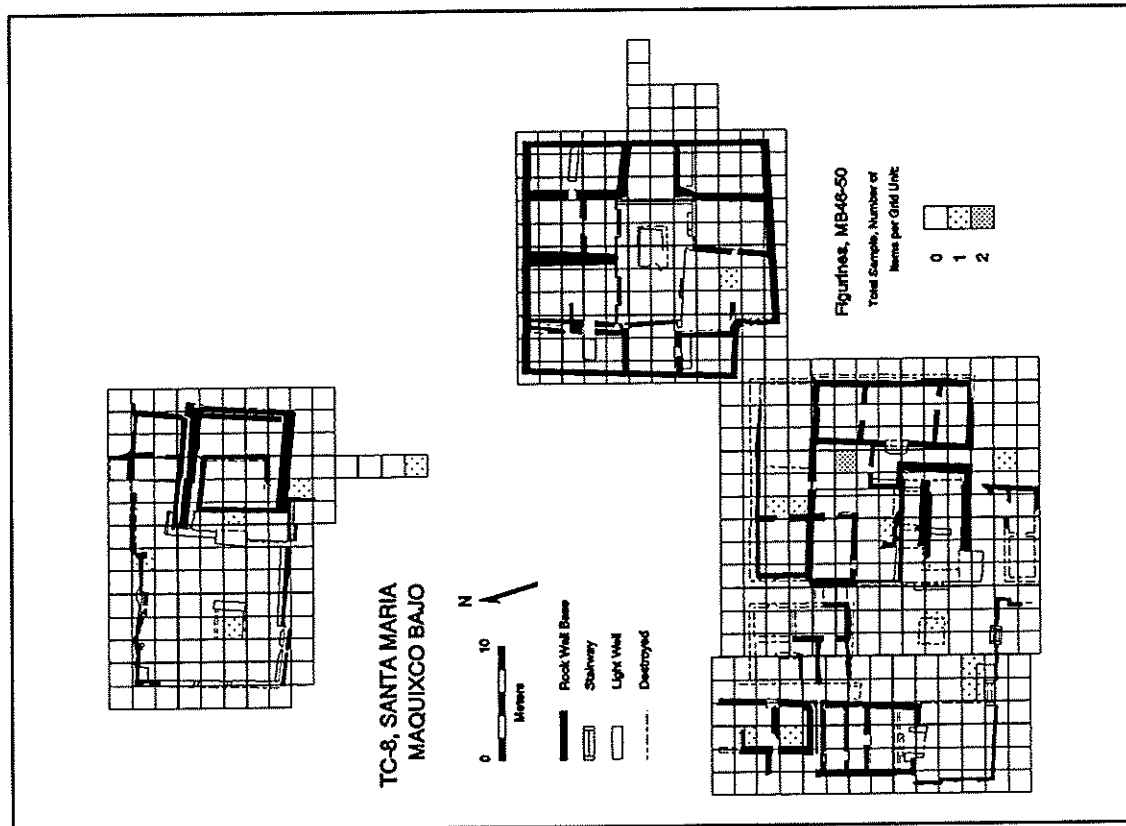 TC-8, SANTA MARIA
MAQUIXCO BAJO
N
0 10
Meters
Rock Wall Base
Stairway
Light Well
Destroyed
Figurines, MB46-50
Total Sample, Number of
Items per Grid Unit:
0
1
2